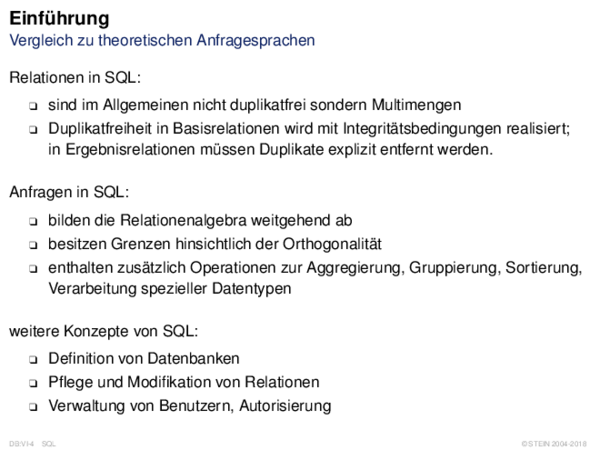 Einführung
Vergleich zu theoretischen Anfragesprachen
Relationen in SQL:
❑ sind im Allgemeinen nicht duplikatfrei sondern Multimengen
❑ Duplikatfreiheit in Basisrelationen wird mit Integritätsbedingungen realisiert;
in Ergebnisrelationen müssen Duplikate explizit entfernt werden.
Anfragen in SQL:
❑ bilden die Relationenalgebra weitgehend ab
❑ besitzen Grenzen hinsichtlich der Orthogonalität
❑ enthalten zusätzlich Operationen zur Aggregierung, Gruppierung, Sortierung,
Verarbeitung spezieller Datentypen
weitere Konzepte von SQL:
❑ Definition von Datenbanken
❑ Pflege und Modifikation von Relationen
❑ Verwaltung von Benutzern, Autorisierung
DB:VI-4 SQL © STEIN 2004-2018